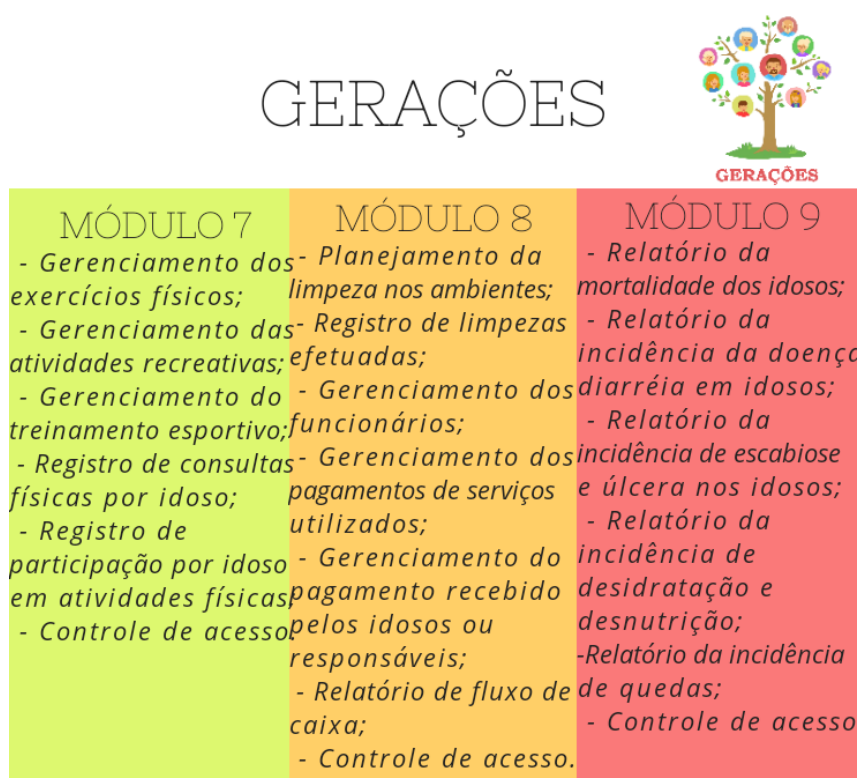 GERAÇÕES
GERAÇÕES
MÓDULO 7
- Gerenciamento dos
exercícios físicos;
- Gerenciamento das
atividades recreativas;
- Gerenciamento do
treinamento esportivo;
- Registro de consultas
físicas por idoso;
- Registro de
participação por idoso
em atividades físicas;
- Controle de acesso.
MÓDULO 8
- Planejamento da
limpeza nos ambientes;
- Registro de limpezas
efetuadas;
- Gerenciamento dos
funcionários;
- Gerenciamento dos
pagamentos de serviços
utilizados;
- Gerenciamento do
pagamento recebido
pelos idosos ou
responsáveis;
- Relatório de fluxo de
caixa;
- Controle de acesso.
MÓDULO 9
- Relatório da
mortalidade dos idosos;
- Relatório da
incidência da doença
diarréia em idosos;
- Relatório da
incidência de escabiose
e úlcera nos idosos;
- Relatório da
incidência de
desidratação e
desnutrição;
-Relatório da incidência
de quedas;
- Controle de acesso